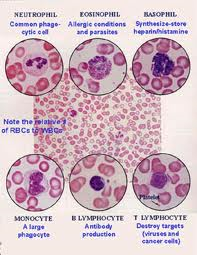 NEUTROPHIL
Common phago-
cytic cell
EOSINOPHIL
Allergic conditions
and parasites
BASOPHIL
Synthesize-store
heparin/histamine
Note the relative #
of RBCs to WBCs
Platelet
MONOCYTE
A large
phagocyte
B LYMPHOCYTE
Antibody
production
T LYMPHOCYTE
Destroy targets
(viruses and
cancer cells)